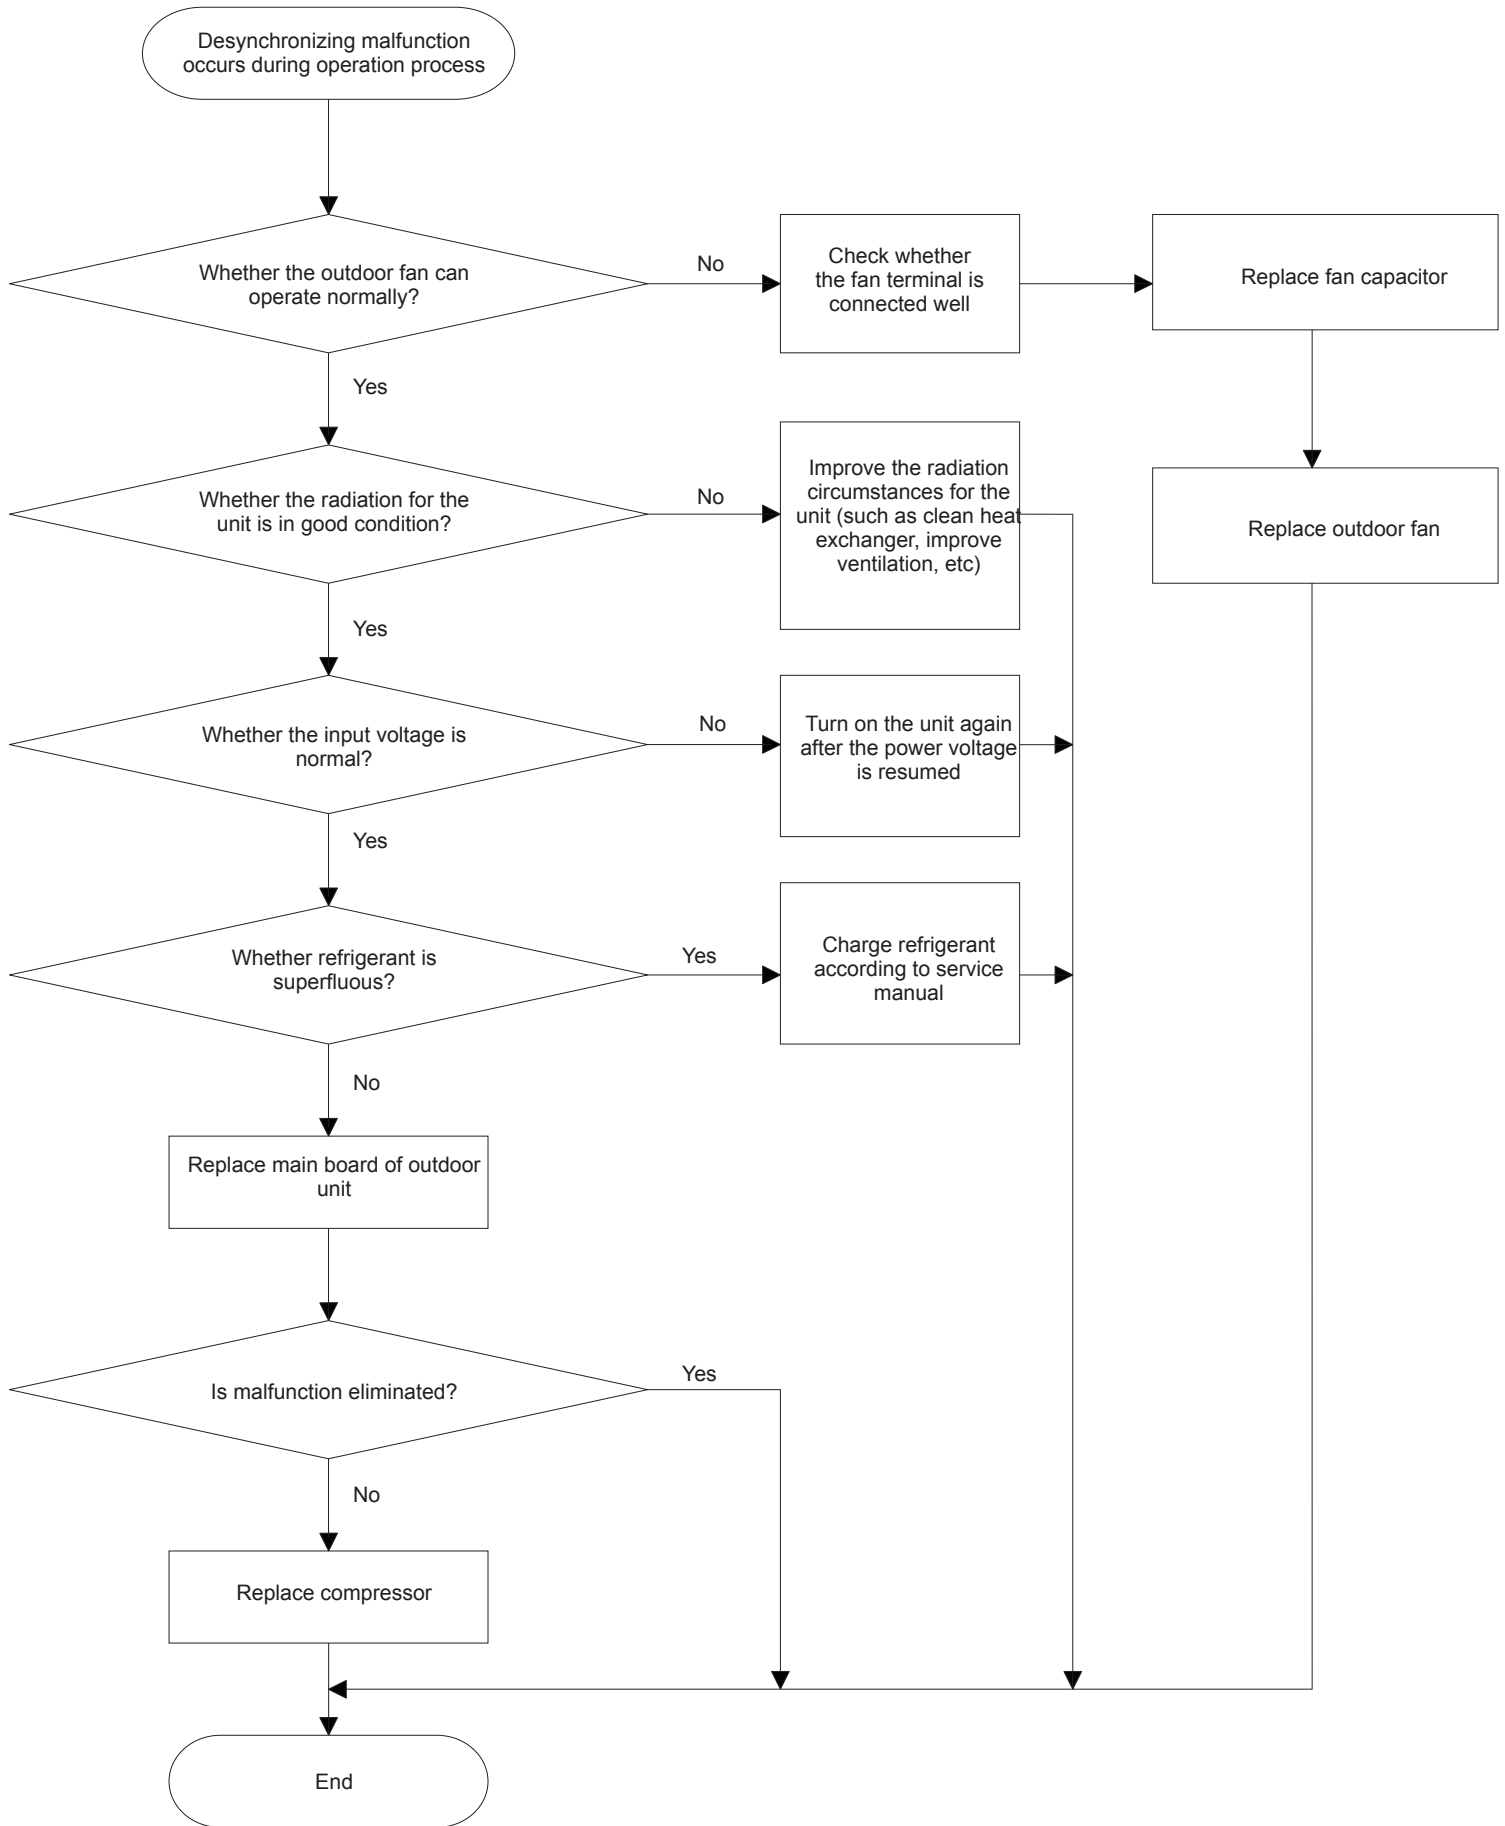 Desynchronizing malfunction
occurs during operation process
Whether the outdoor fan can
operate normally?
No
Check whether
the fan terminal is
connected well
Replace fan capacitor
Yes
Whether the radiation for the
unit is in good condition?
No
Improve the radiation
circumstances for the
unit (such as clean heat
exchanger, improve
ventilation, etc)
Replace outdoor fan
Yes
Whether the input voltage is
normal?
No
Turn on the unit again
after the power voltage
is resumed
Yes
Whether refrigerant is
superfluous?
Yes
Charge refrigerant
according to service
manual
No
Replace main board of outdoor
unit
Is malfunction eliminated?
Yes
No
Replace compressor
End